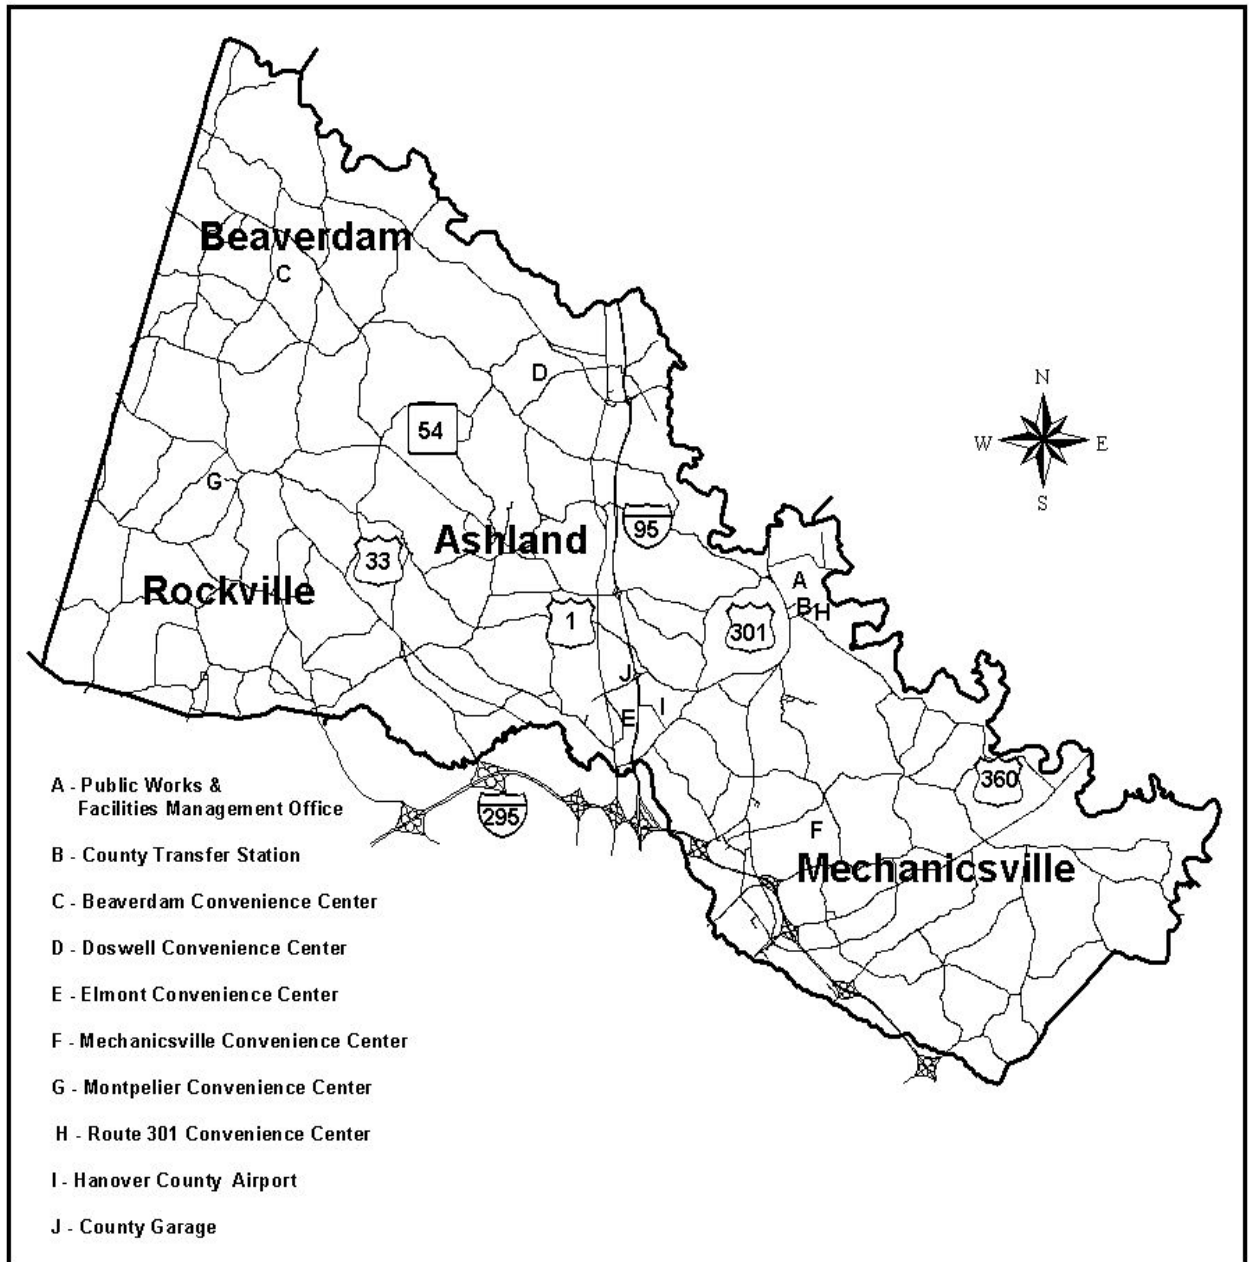 Beaverdam
C
D
N
W
E
S
54
G
Ashland
95
33
Rockville
A
B
H
1
301
J
I
E
360
295
F
Mechanicsville
A - Public Works &
Facilities Management Office
B - County Transfer Station
C - Beaverdam Convenience Center
D - Doswell Convenience Center
E - Elmont Convenience Center
F - Mechanicsville Convenience Center
G - Montpelier Convenience Center
H - Route 301 Convenience Center
I - Hanover County Airport
J - County Garage